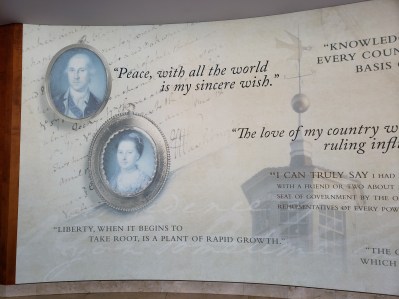 "Peace, with all the world
is my sincere wish."
"KNOWLED
EVERY COUN
BASIS O
"The love of my country w
ruling infl
"I CAN TRULY SAY I HAD
WITH A FRIEND OR TWO ABOUT
SEAT OF GOVERNMENT BY THE O
REPRESENTATIVES OF EVERY POW
"LIBERTY, WHEN IT BEGINS TO
TAKE ROOT, IS A PLANT OF RAPID GROWTH."
"THE
WHICH